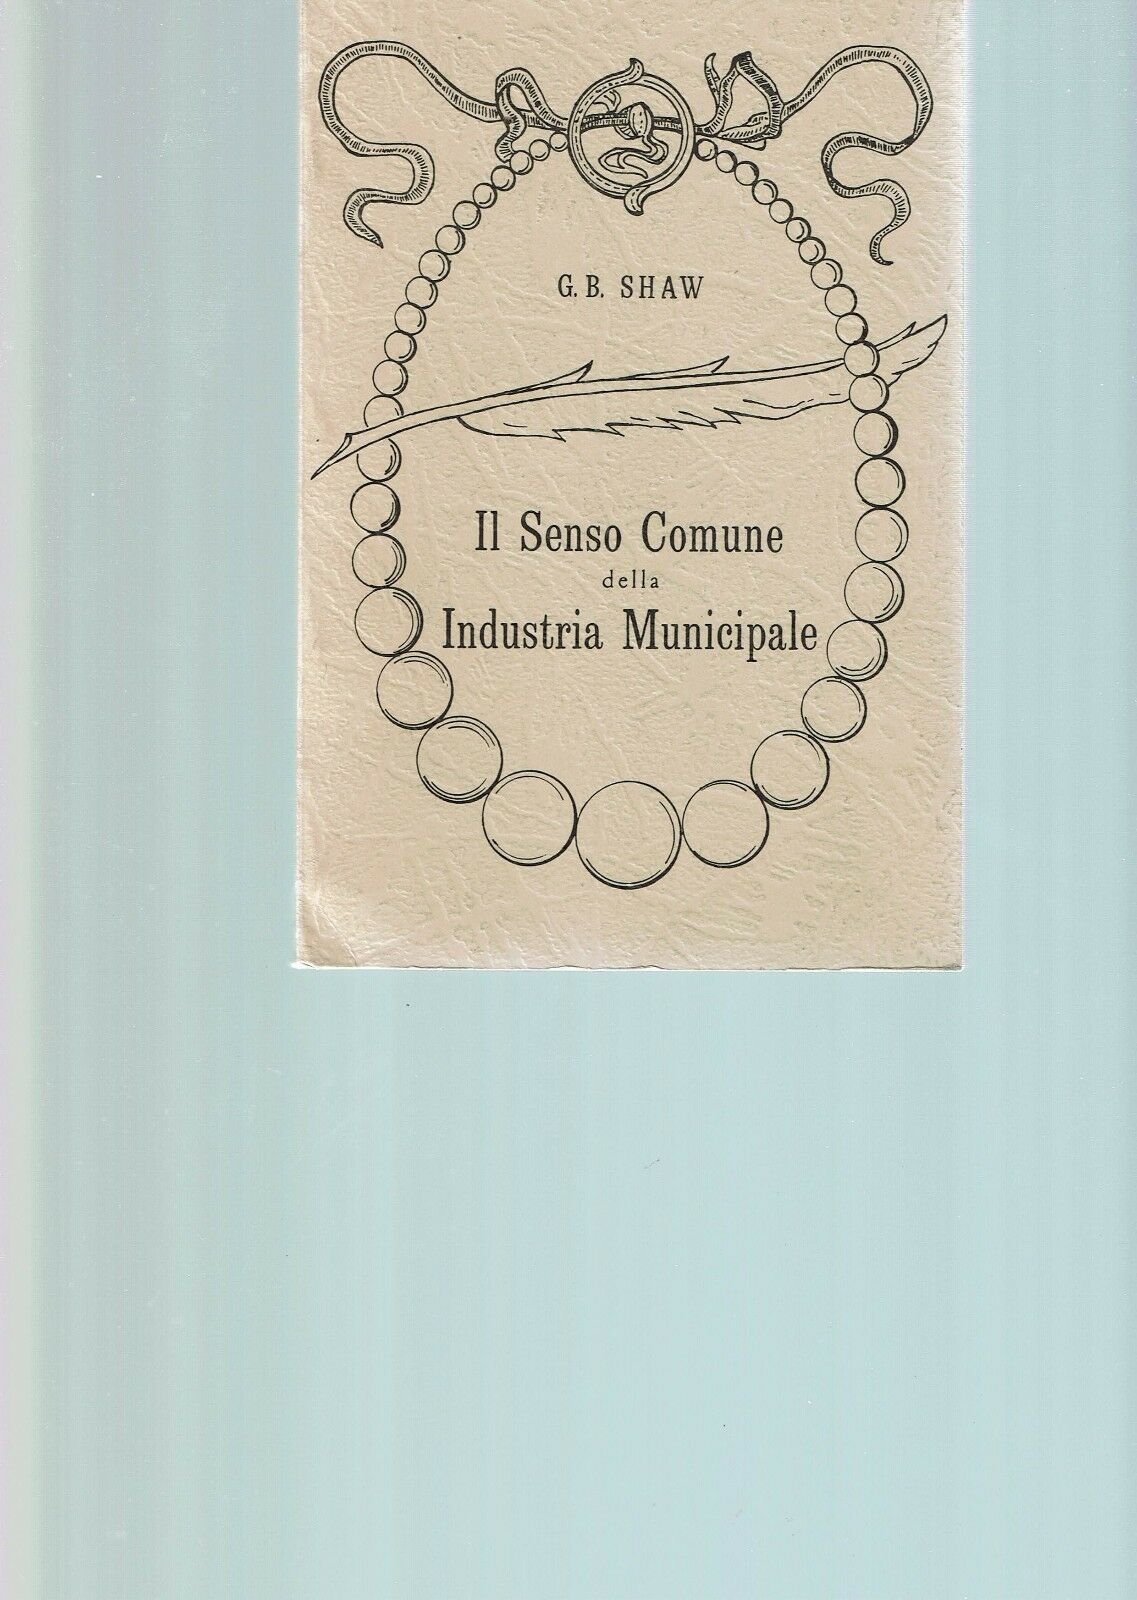 G. B. SHAW
Il Senso Comune
della
Industria Municipale